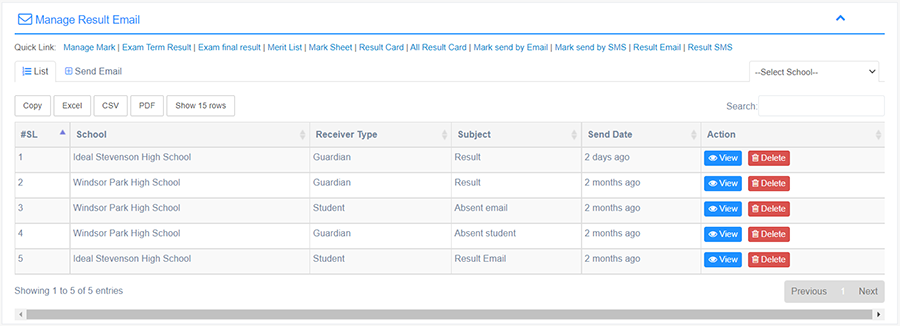 Manage Result Email
Quick Link: Manage Mark | Exam Term Result | Exam final result | Merit List | Mark Sheet | Result Card | All Result Card | Mark send by Email | Mark send by SMS | Result Email | Result SMS
List Send Email --Select School--
Copy Excel CSV PDF Show 15 rows Search:
#SL School Receiver Type Subject Send Date Action
1 Ideal Stevenson High School Guardian Result 2 days ago View Delete
2 Windsor Park High School Guardian Result 2 months ago View Delete
3 Windsor Park High School Student Absent email 2 months ago View Delete
4 Windsor Park High School Guardian Absent student 2 months ago View Delete
5 Ideal Stevenson High School Student Result Email 2 months ago View Delete
Showing 1 to 5 of 5 entries Previous 1 Next